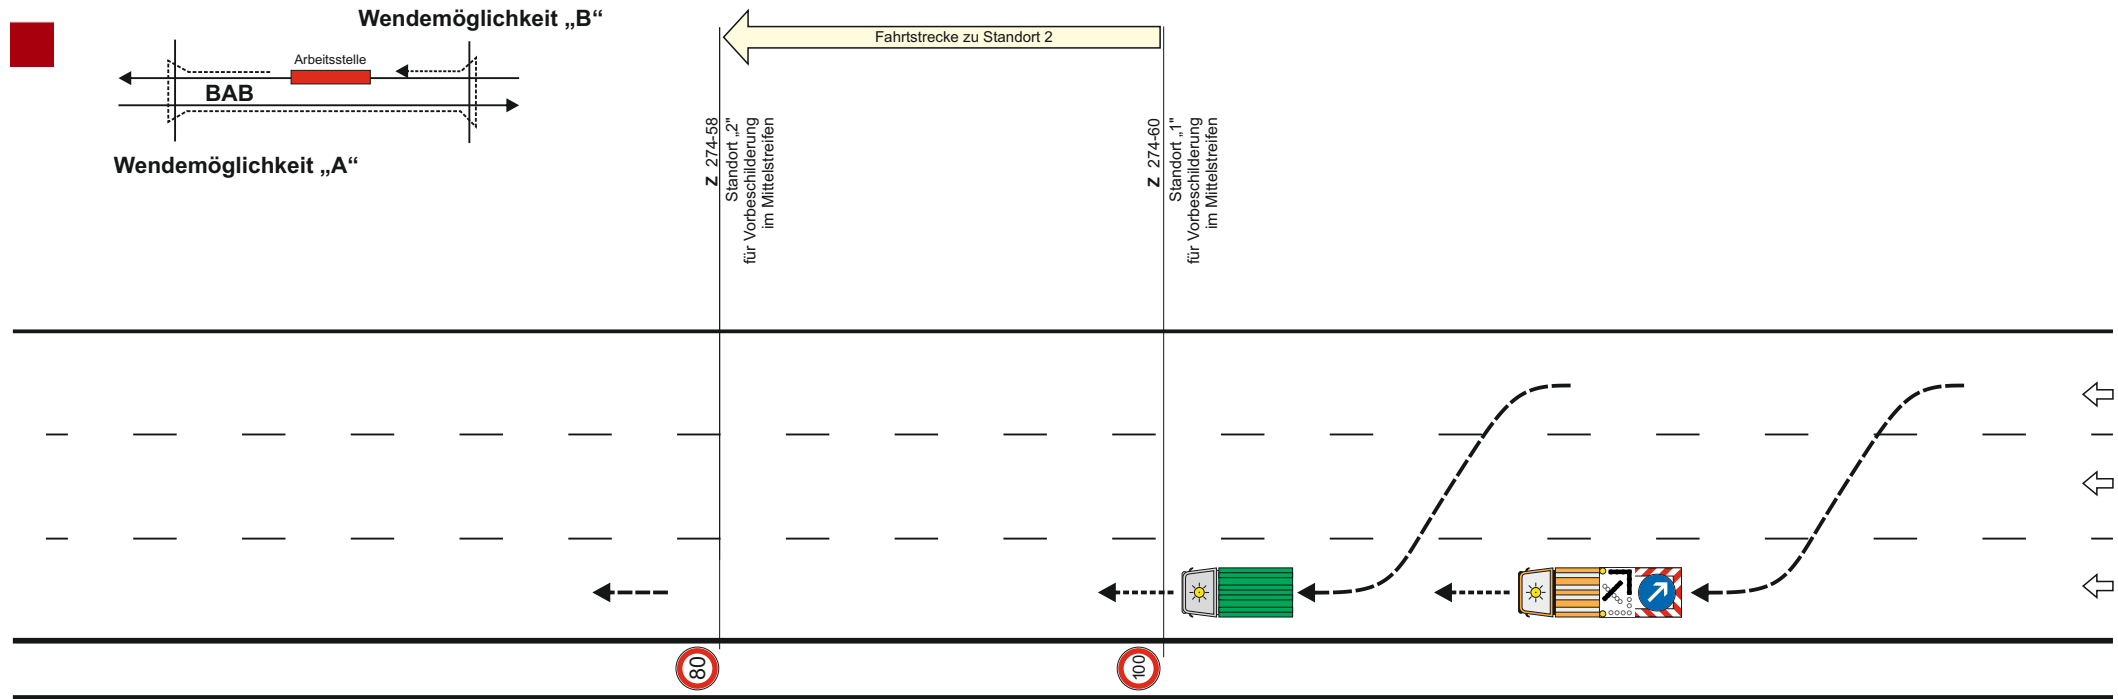 Wendemöglichkeit „B“
Arbeitsstelle
BAB
Wendemöglichkeit „A“
Fahrtstrecke zu Standort 2
Z 274-58
Standort „2"
für Vorbeschilderung
im Mittelstreifen
Z 274-60
Standort „1"
für Vorbeschilderung
im Mittelstreifen
80
100